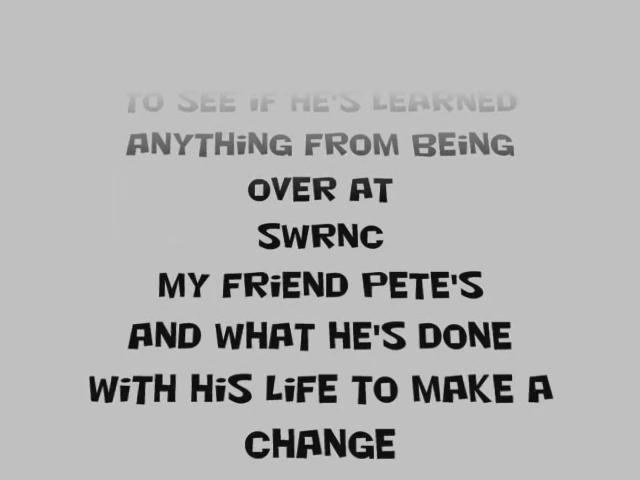 TO SEE iF HE'S LEARNED
ANYTHiNG FROM BEiNG
OVER AT
SWRNC
MY FRiEND PETE'S
AND WHAT HE'S DONE
WiTH HiS LiFE TO MAKE A
CHANGE